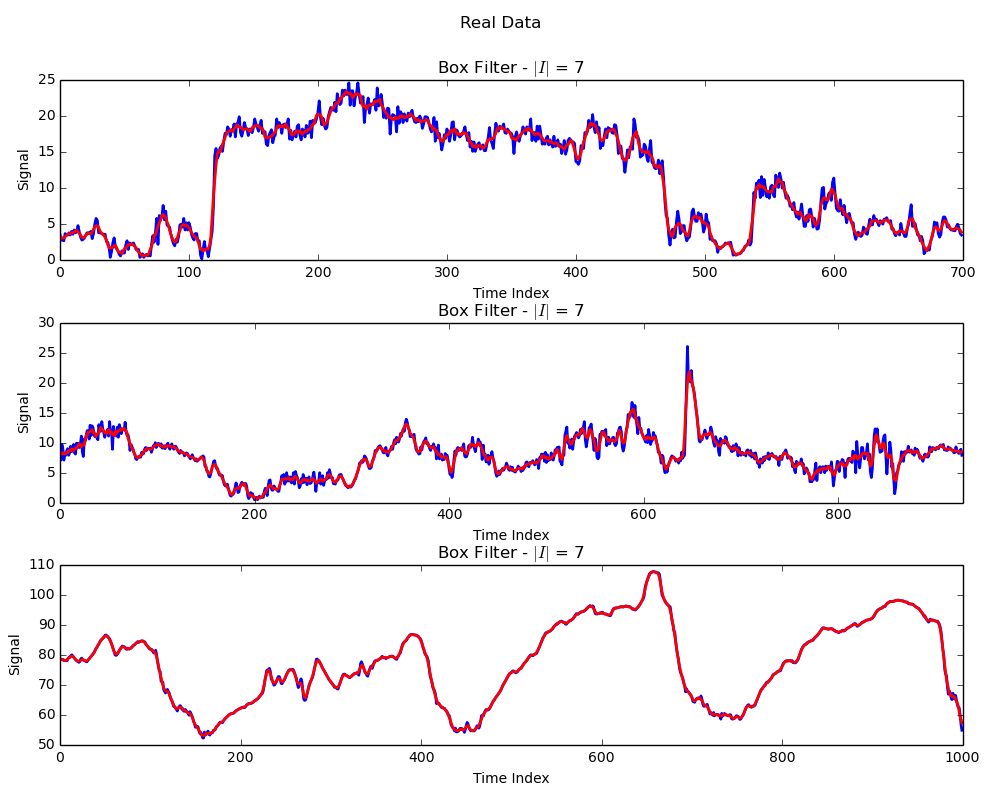 Real Data
Box Filter - |I| = 7
25
20
15
10
5
0
Signal
0 100 200 300 400 500 600 700
Time Index
Box Filter - |I| = 7
30
25
20
15
10
5
0
Signal
0 200 400 600 800
Time Index
Box Filter - |I| = 7
110
100
90
80
70
60
50
Signal
0 200 400 600 800 1000
Time Index